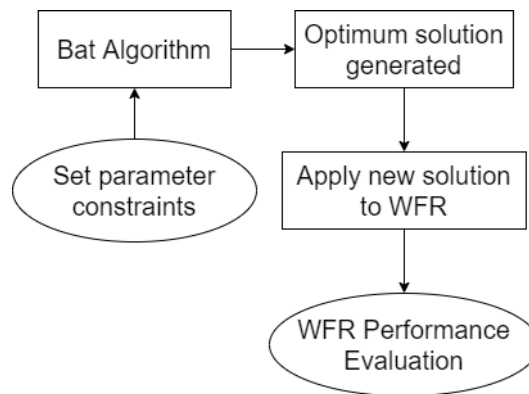 Bat Algorithm
Optimum solution
generated
Set parameter
constraints
Apply new solution
to WFR
WFR Performance
Evaluation